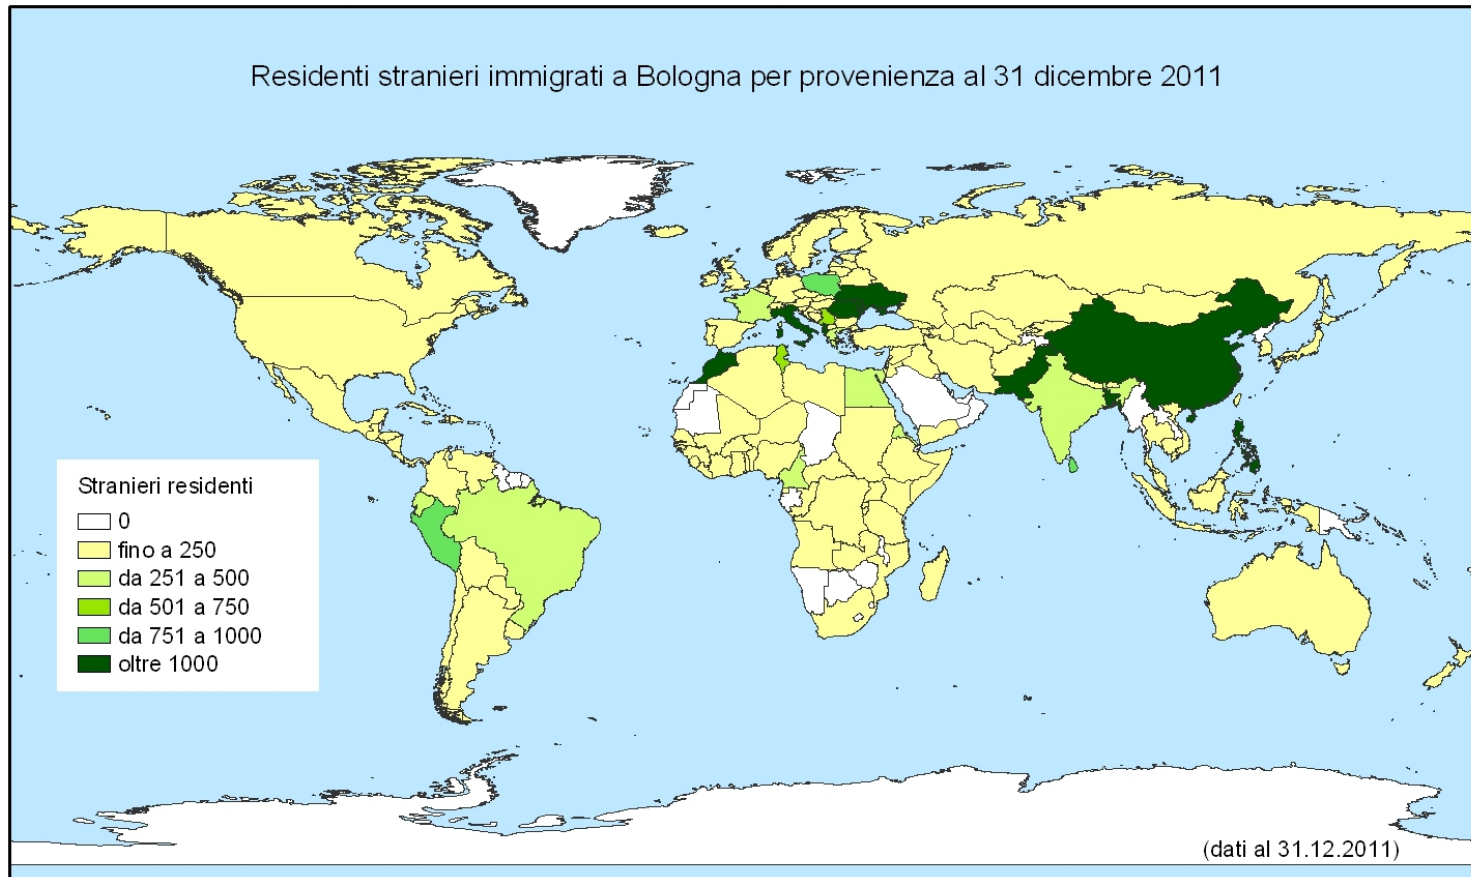 Residenti stranieri immigrati a Bologna per provenienza al 31 dicembre 2011
Stranieri residenti
0
fino a 250
da 251 a 500
da 501 a 750
da 751 a 1000
oltre 1000
(dati al 31.12.2011)